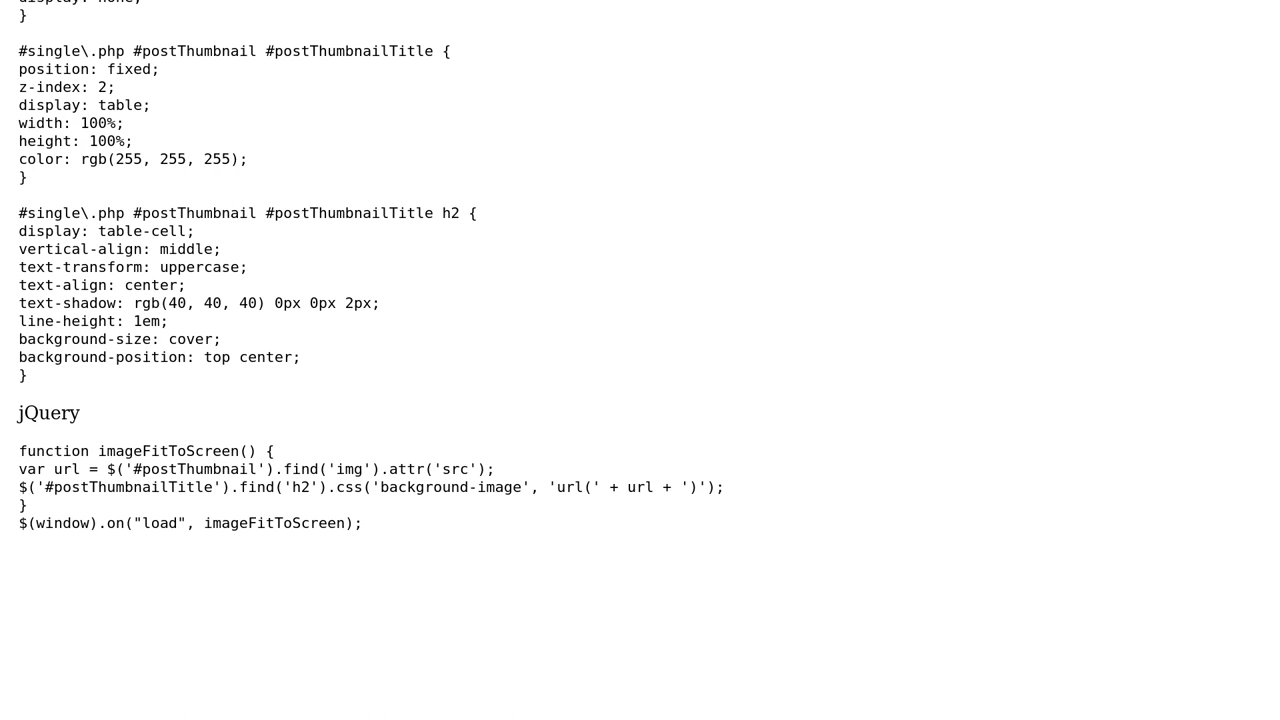 display: none;
}
#single\.php #postThumbnail #postThumbnailTitle {
position: fixed;
z-index: 2;
display: table;
width: 100%;
height: 100%;
color: rgb(255, 255, 255);
}
#single\.php #postThumbnail #postThumbnailTitle h2 {
display: table-cell;
vertical-align: middle;
text-transform: uppercase;
text-align: center;
text-shadow: rgb(40, 40, 40) 0px 0px 2px;
line-height: 1em;
background-size: cover;
background-position: top center;
}
jQuery
function imageFitToScreen() {
var url = $('#postThumbnail').find('img').attr('src');
$('#postThumbnailTitle').find('h2').css('background-image', 'url(' + url + ')');
}
$(window).on("load", imageFitToScreen);